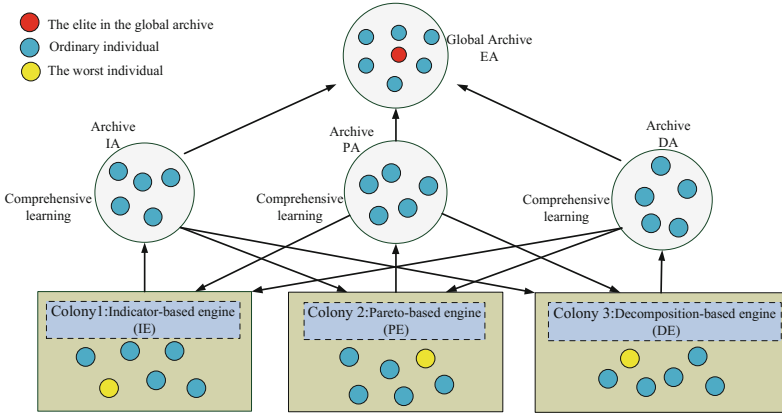 The elite in the global archive
Ordinary individual
The worst individual
Global Archive
EA
Archive
IA
Archive
PA
Archive
DA
Comprehensive
learning
Comprehensive
learning
Comprehensive
learning
Colony1:Indicator-based engine
(IE)
Colony 2:Pareto-based engine
(PE)
Colony 3:Decomposition-based engine
(DE)